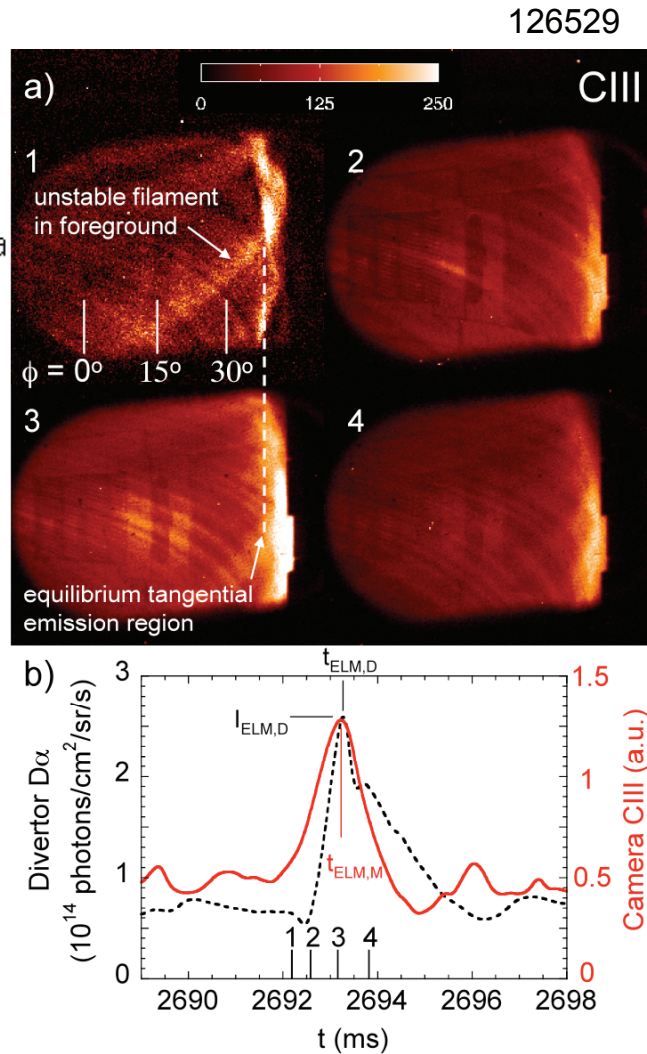 126529
a)
0 125 250
CIII
1
2
unstable filament
in foreground
a
ϕ = 0° 15° 30°
3
4
equilibrium tangential
emission region
b)
t_ELM,D
I_ELM,D
t_ELM,M
3
2
1
0
Divertor Dα
(10^14 photons/cm^2/sr/s)
1.5
1
0.5
0
Camera CIII (a.u.)
1 2 3 4
2690 2692 2694 2696 2698
t (ms)